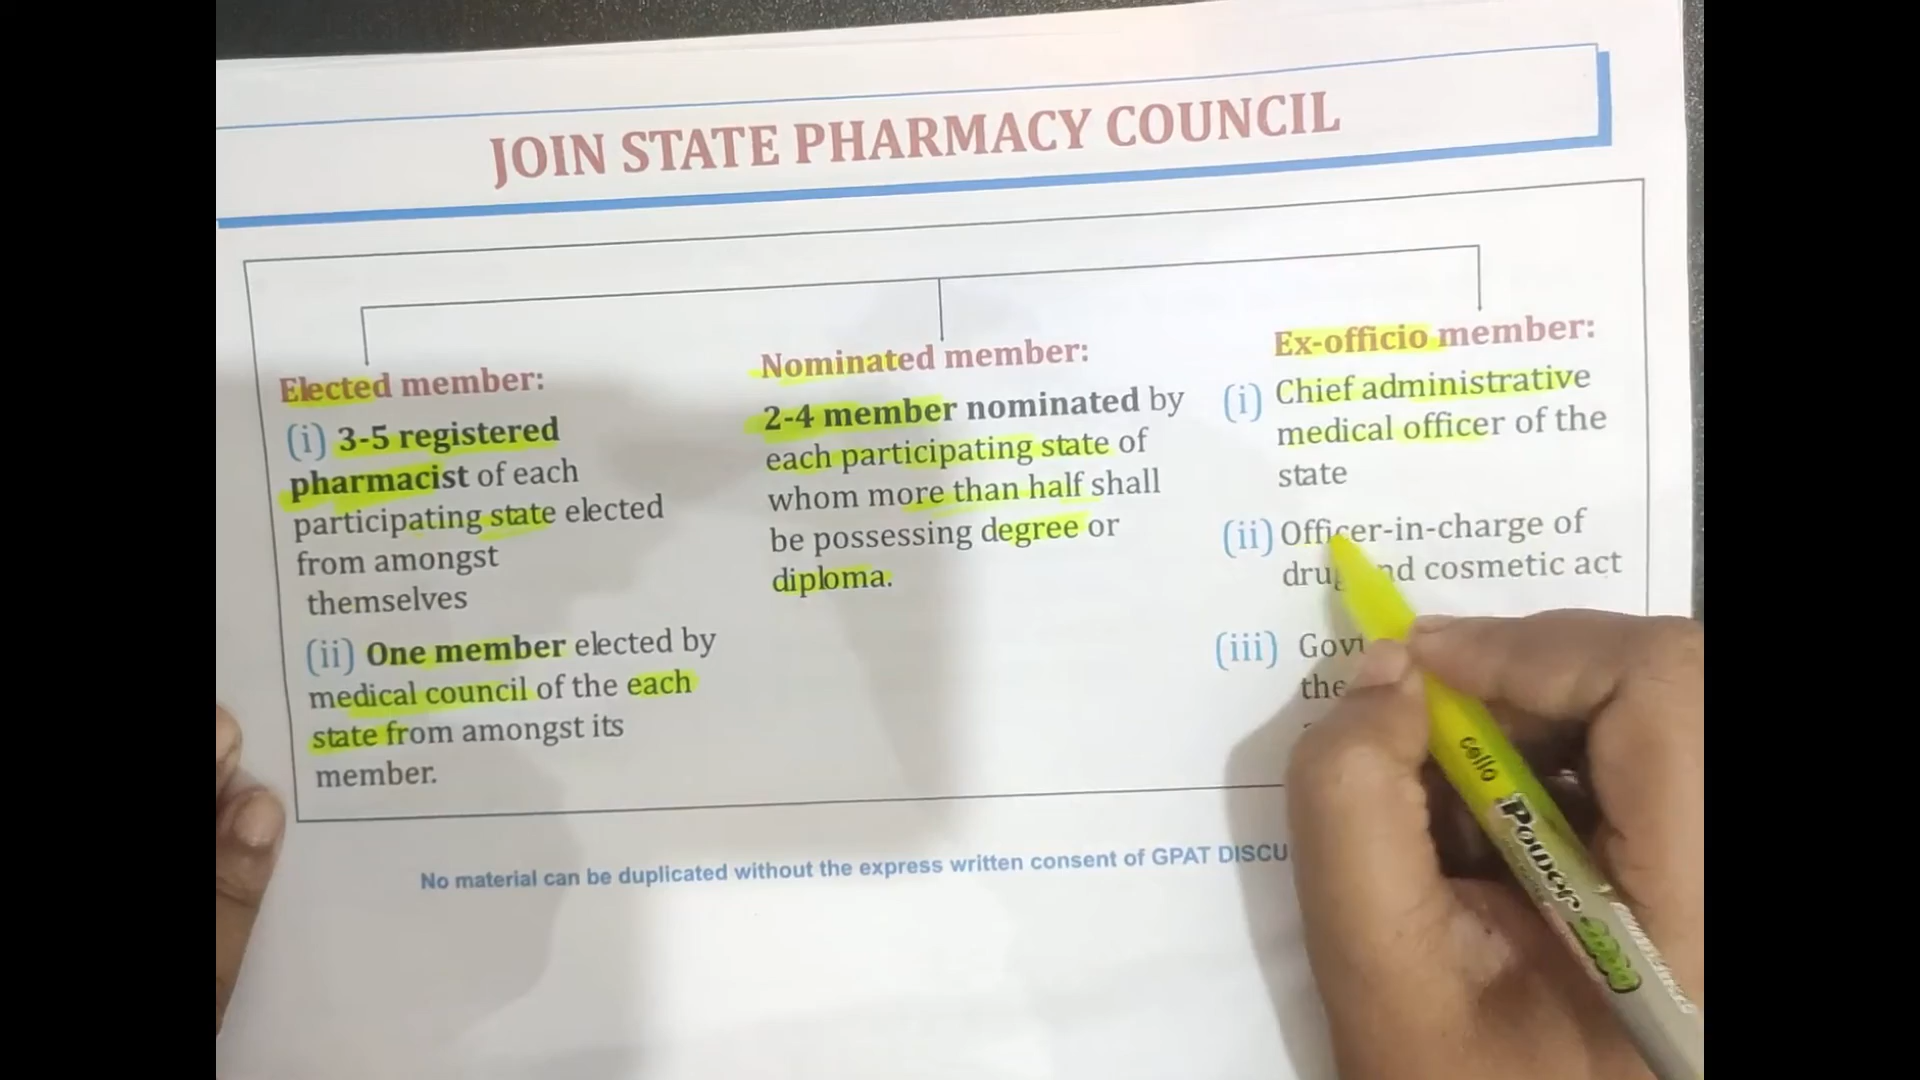 JOIN STATE PHARMACY COUNCIL
Elected member:
(i) 3-5 registered
pharmacist of each
participating state elected
from amongst
themselves
(ii) One member elected by
medical council of the each
state from amongst its
member.
Nominated member:
2-4 member nominated by
each participating state of
whom more than half shall
be possessing degree or
diploma.
Ex-officio member:
(i) Chief administrative
medical officer of the
state
(ii) Officer-in-charge of
cosmetic act
(iii)
the
No material can be duplicated without the express written consent of GPAT
cello
Power